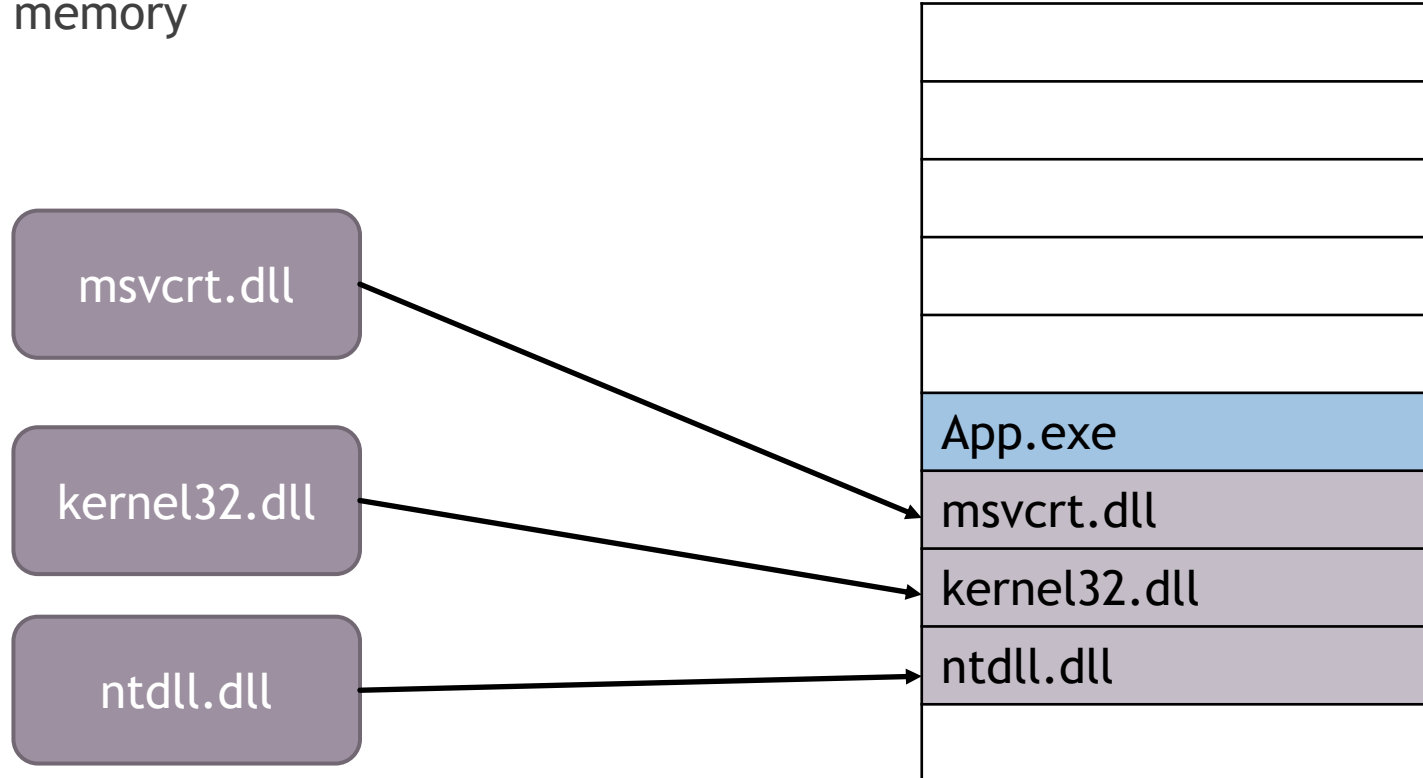 memory
msvcrt.dll
kernel32.dll
ntdll.dll
App.exe
msvcrt.dll
kernel32.dll
ntdll.dll